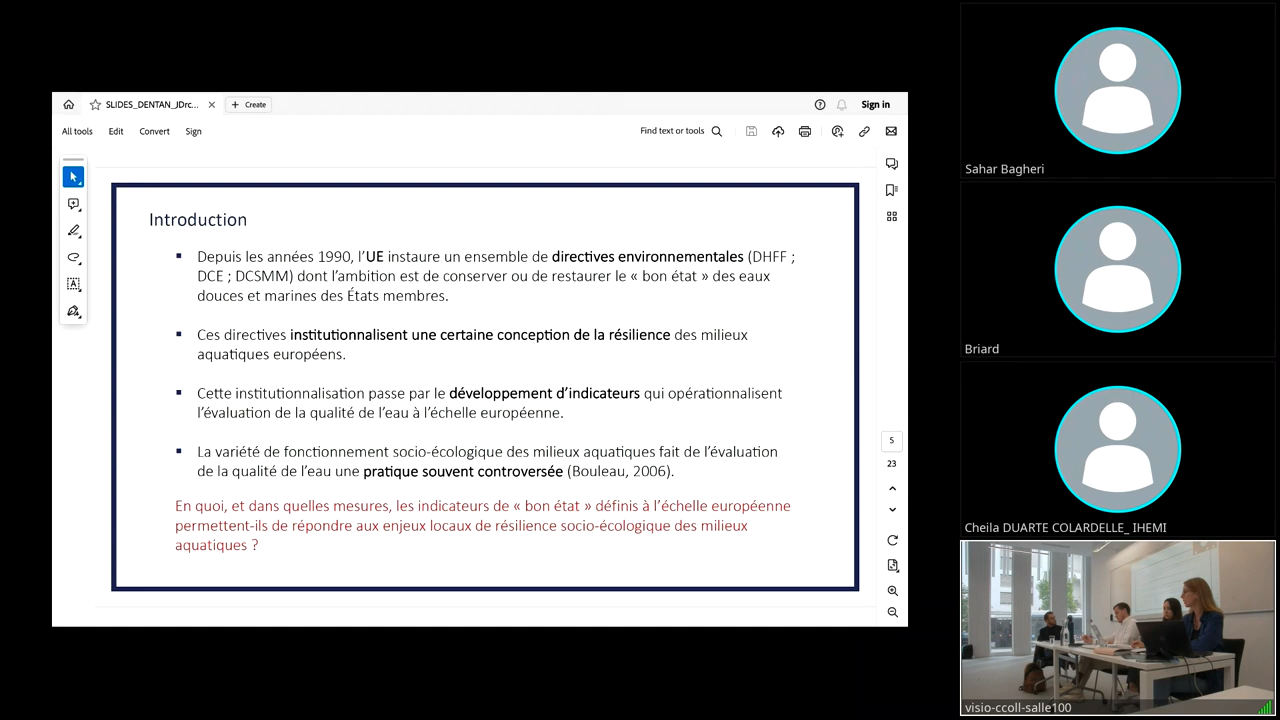 SLIDES_DENTAN_JDrc...
Create
Sign in
All tools Edit Convert Sign
Find text or tools
Introduction
Depuis les années 1990, l'UE instaure un ensemble de directives environnementales (DHFF ;
DCE ; DCSMM) dont l'ambition est de conserver ou de restaurer le « bon état » des eaux
douces et marines des États membres.
Ces directives institutionnalisent une certaine conception de la résilience des milieux
aquatiques européens.
Cette institutionnalisation passe par le développement d'indicateurs qui opérationnalisent
l'évaluation de la qualité de l'eau à l'échelle européenne.
La variété de fonctionnement socio-écologique des milieux aquatiques fait de l'évaluation
de la qualité de l'eau une pratique souvent controversée (Bouleau, 2006).
En quoi, et dans quelles mesures, les indicateurs de « bon état » définis à l'échelle européenne
permettent-ils de répondre aux enjeux locaux de résilience socio-écologique des milieux
aquatiques ?
5
23
Sahar Bagheri
Briard
Cheila DUARTE COLARDELLE_ IHEMI
visio-ccoll-salle100